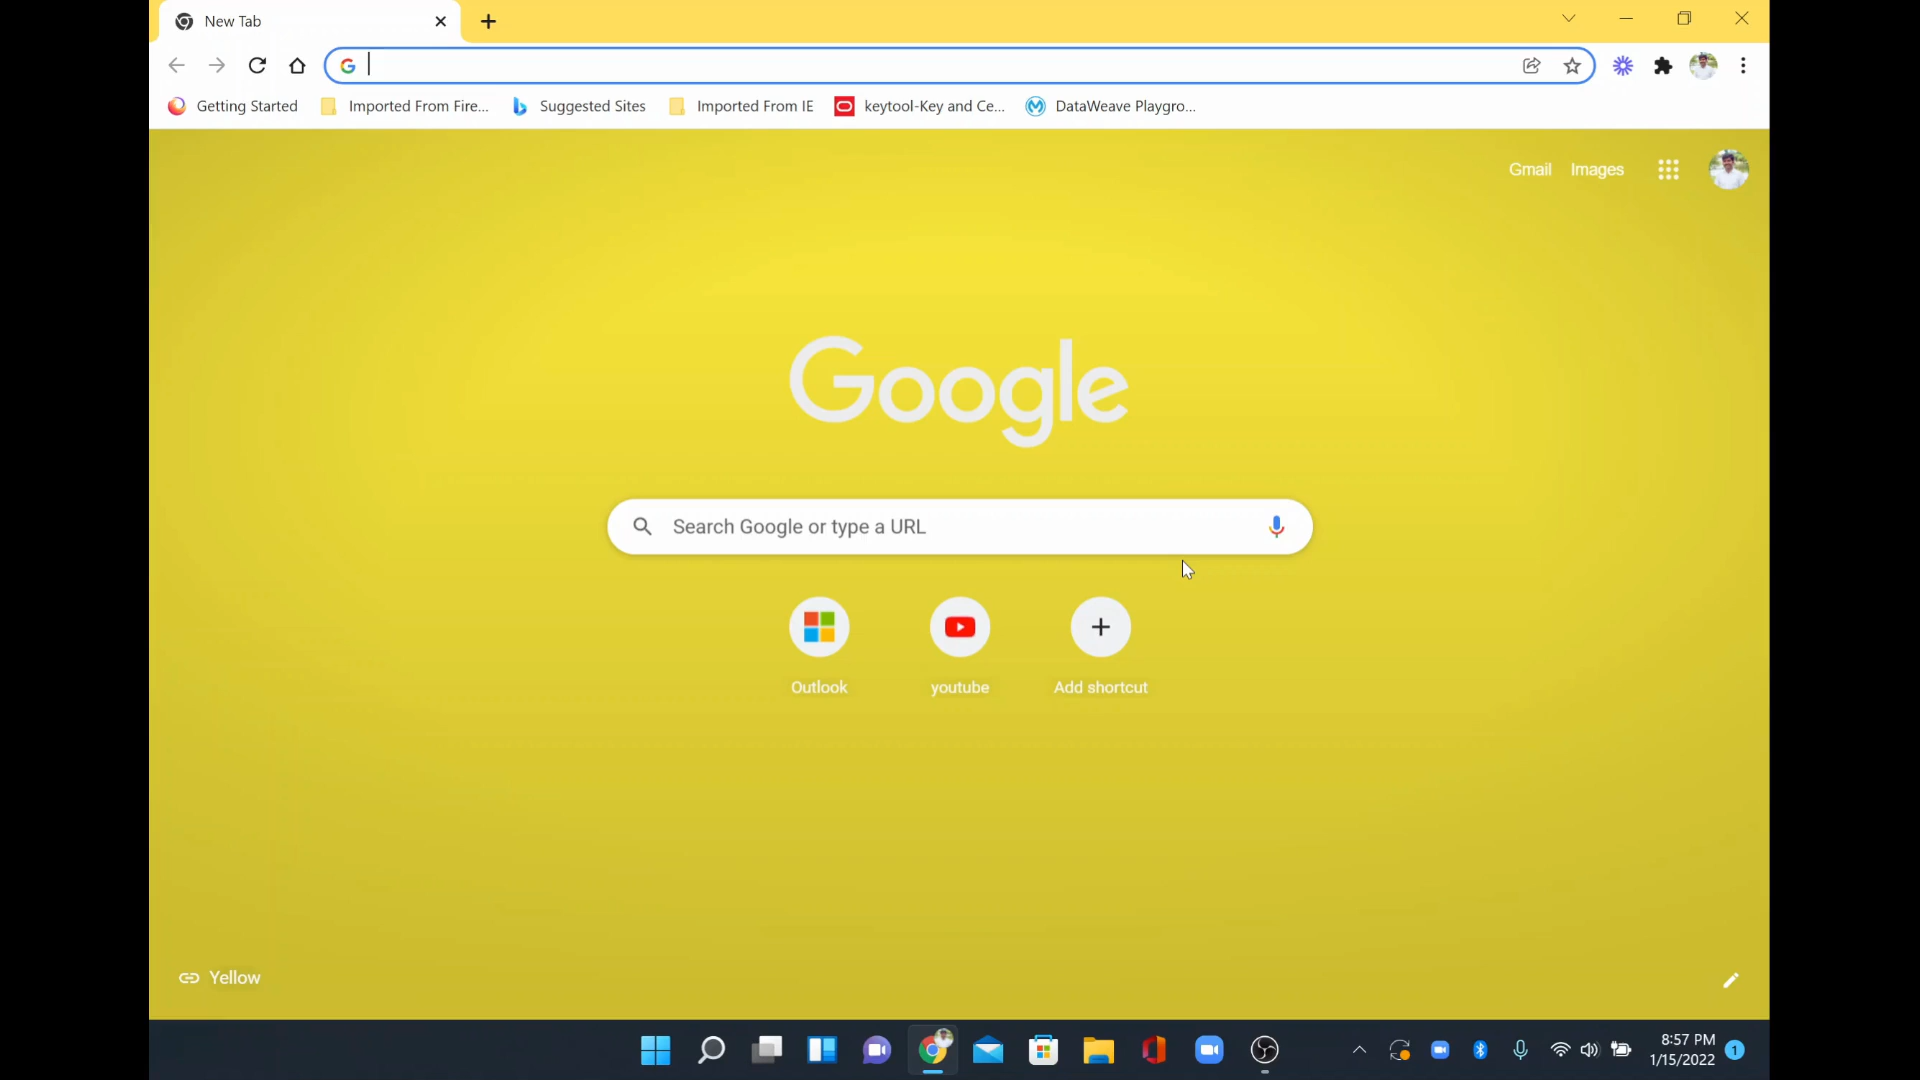 New Tab
Getting Started Imported From Fire... Suggested Sites Imported From IE keytool-Key and Ce... DataWeave Playgro...
Gmail Images
Google
Search Google or type a URL
Outlook youtube Add shortcut
Yellow
8:57 PM
1/15/2022 1